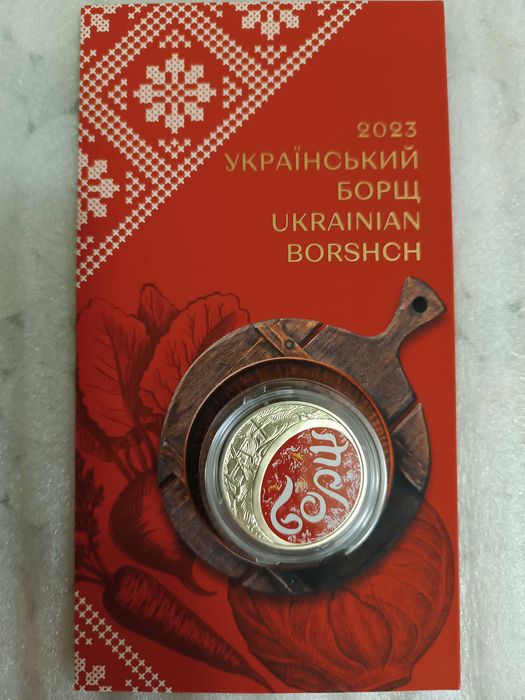 2023
УКРАЇНСЬКИЙ
БОРЩ
UKRAINIAN
BORSHCH
борщ